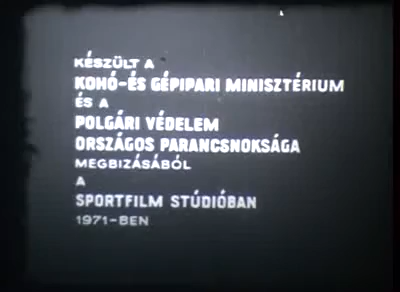 KÉSZÜLT A
KOHÓ-ÉS GÉPIPARI MINISZTÉRIUM
ÉS A
POLGÁRI VÉDELEM
ORSZÁGOS PARANCSNOKSÁGA
MEGBIZÁSÁBÓL
A
SPORTFILM STÚDIÓBAN
1971-BEN